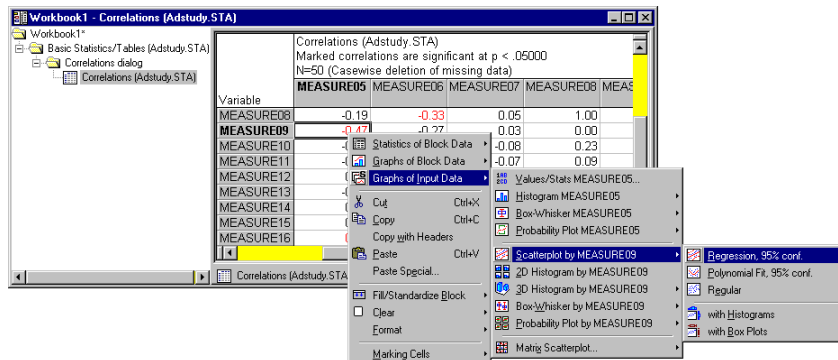 Workbook1 - Correlations (Adstudy.STA)
Workbook1*
Basic Statistics/Tables (Adstudy.STA)
Correlations dialog
Correlations (Adstudy.STA)
Correlations (Adstudy.STA)
Marked correlations are significant at p < .05000
N=50 (Casewise deletion of missing data)
Variable MEASURE05 MEASURE06 MEASURE07 MEASURE08 MEAS
MEASURE08 -0.19 -0.33 0.05 1.00
MEASURE09 -0.47 -0.27 0.03 0.00
MEASURE10 -0.08 0.23
MEASURE11 -0.07 0.09
MEASURE12
MEASURE13
MEASURE14
MEASURE15
MEASURE16
Correlations (Adstudy.STA
Statistics of Block Data
Graphs of Block Data
Graphs of Input Data
Cut Ctrl+X
Copy Ctrl+C
Copy with Headers
Paste Ctrl+V
Paste Special...
Fill/Standardize Block
Clear
Format
Marking Cells
Values/Stats MEASURE05...
Histogram MEASURE05
Box-Whisker MEASURE05
Probability Plot MEASURE05
Scatterplot by MEASURE09
2D Histogram by MEASURE09
3D Histogram by MEASURE09
Box-Whisker by MEASURE09
Probability Plot by MEASURE09
Matrix Scatterplot...
Regression, 95% conf.
Polynomial Fit, 95% conf.
Regular
with Histograms
with Box Plots